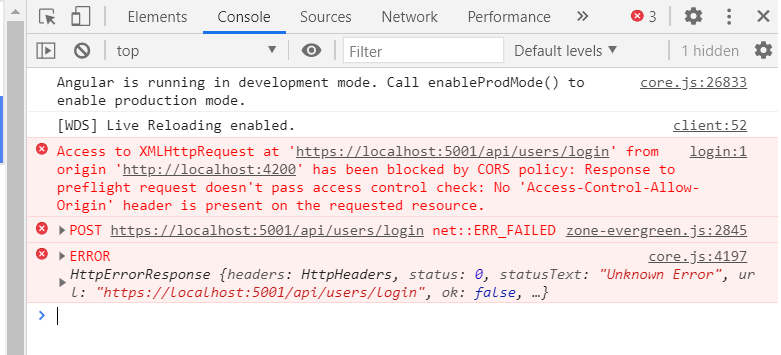 Elements Console Sources Network Performance » 3
top Filter Default levels 1 hidden
Angular is running in development mode. Call enableProdMode() to core.js:26833
enable production mode.
[WDS] Live Reloading enabled. client:52
Access to XMLHttpRequest at 'https://localhost:5001/api/users/login' from login:1
origin 'http://localhost:4200' has been blocked by CORS policy: Response to
preflight request doesn't pass access control check: No 'Access-Control-Allow-
Origin' header is present on the requested resource.
POST https://localhost:5001/api/users/login net::ERR_FAILED zone-evergreen.js:2845
ERROR core.js:4197
HttpErrorResponse {headers: HttpHeaders, status: 0, statusText: "Unknown Error", ur
l: "https://localhost:5001/api/users/login", ok: false, …}